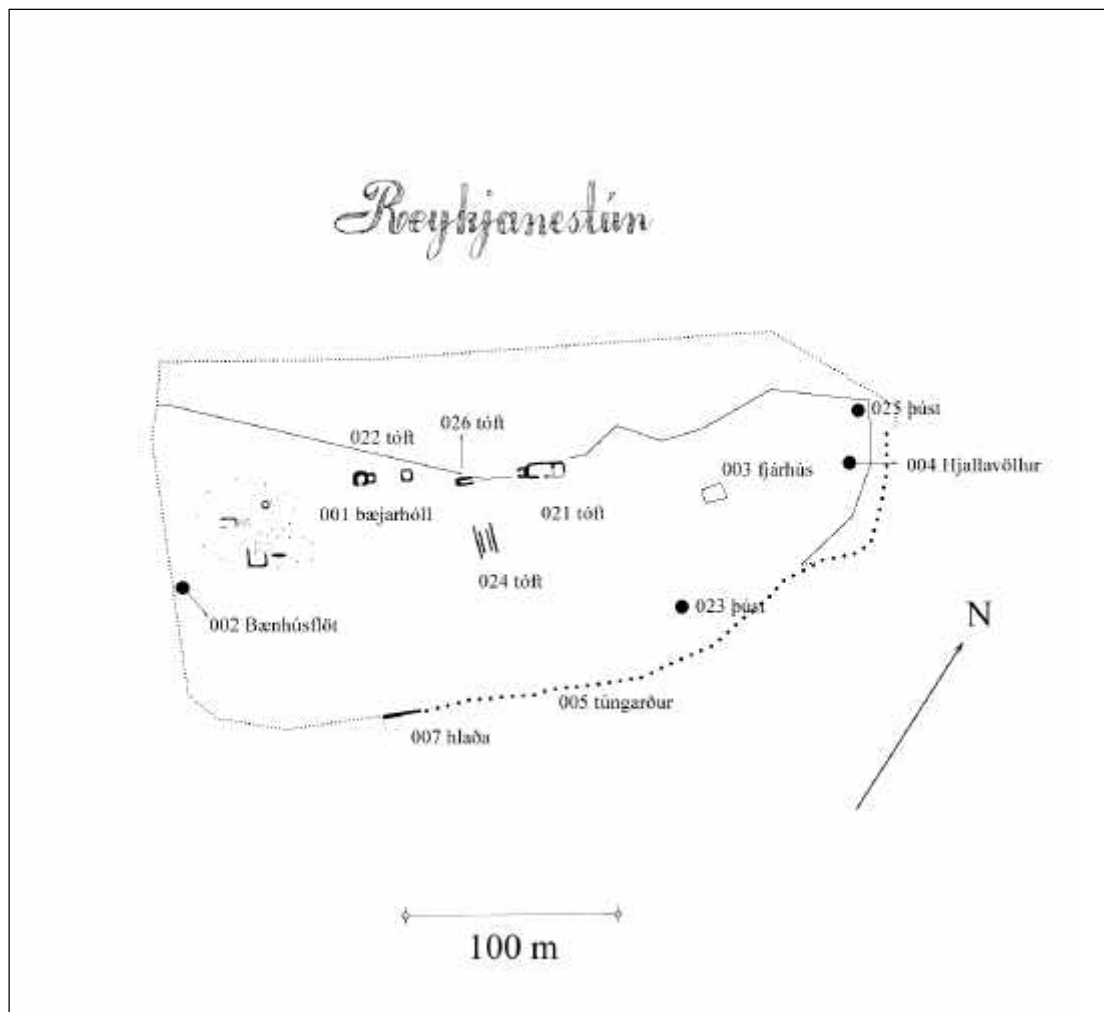 Reykjanestún
025 þúst
026 tóft
022 tóft
004 Hjallavöllur
003 fjárhús
001 bæjarhóll
021 tóft
024 tóft
023 þúst
002 Bænhúsflöt
N
005 túngarður
007 hlaða
100 m